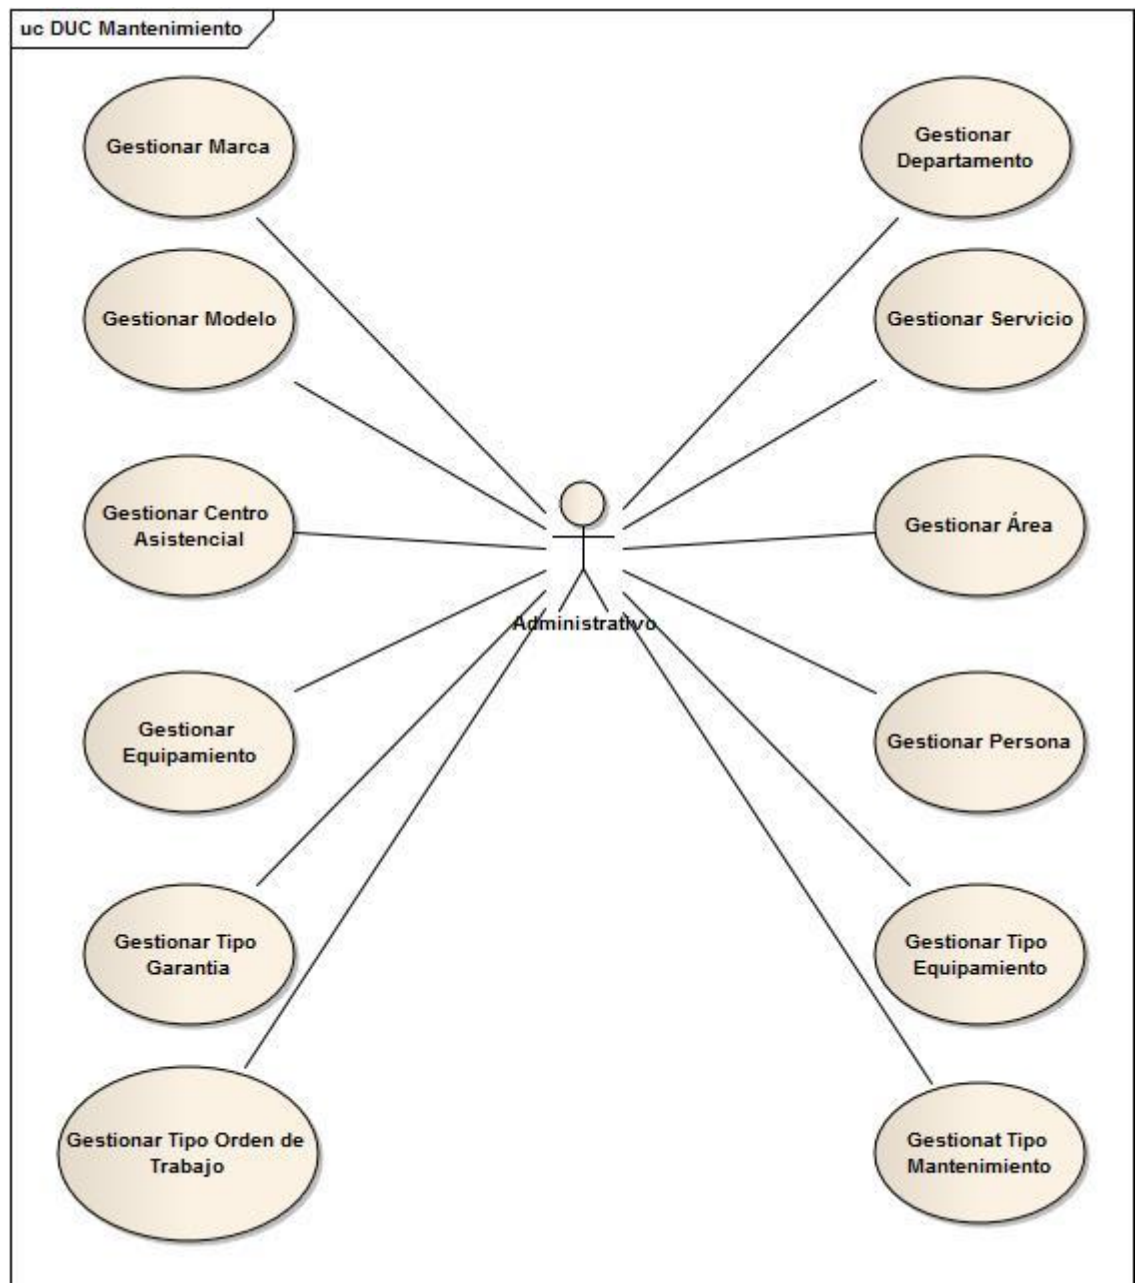 uc DUC Mantenimiento
Gestionar Marca
Gestionar
Departamento
Gestionar Modelo
Gestionar Servicio
Gestionar Centro
Asistencial
Gestionar Área
Administrativo
Gestionar
Equipamiento
Gestionar Persona
Gestionar Tipo
Garantia
Gestionar Tipo
Equipamiento
Gestionar Tipo Orden de
Trabajo
Gestionat Tipo
Mantenimiento